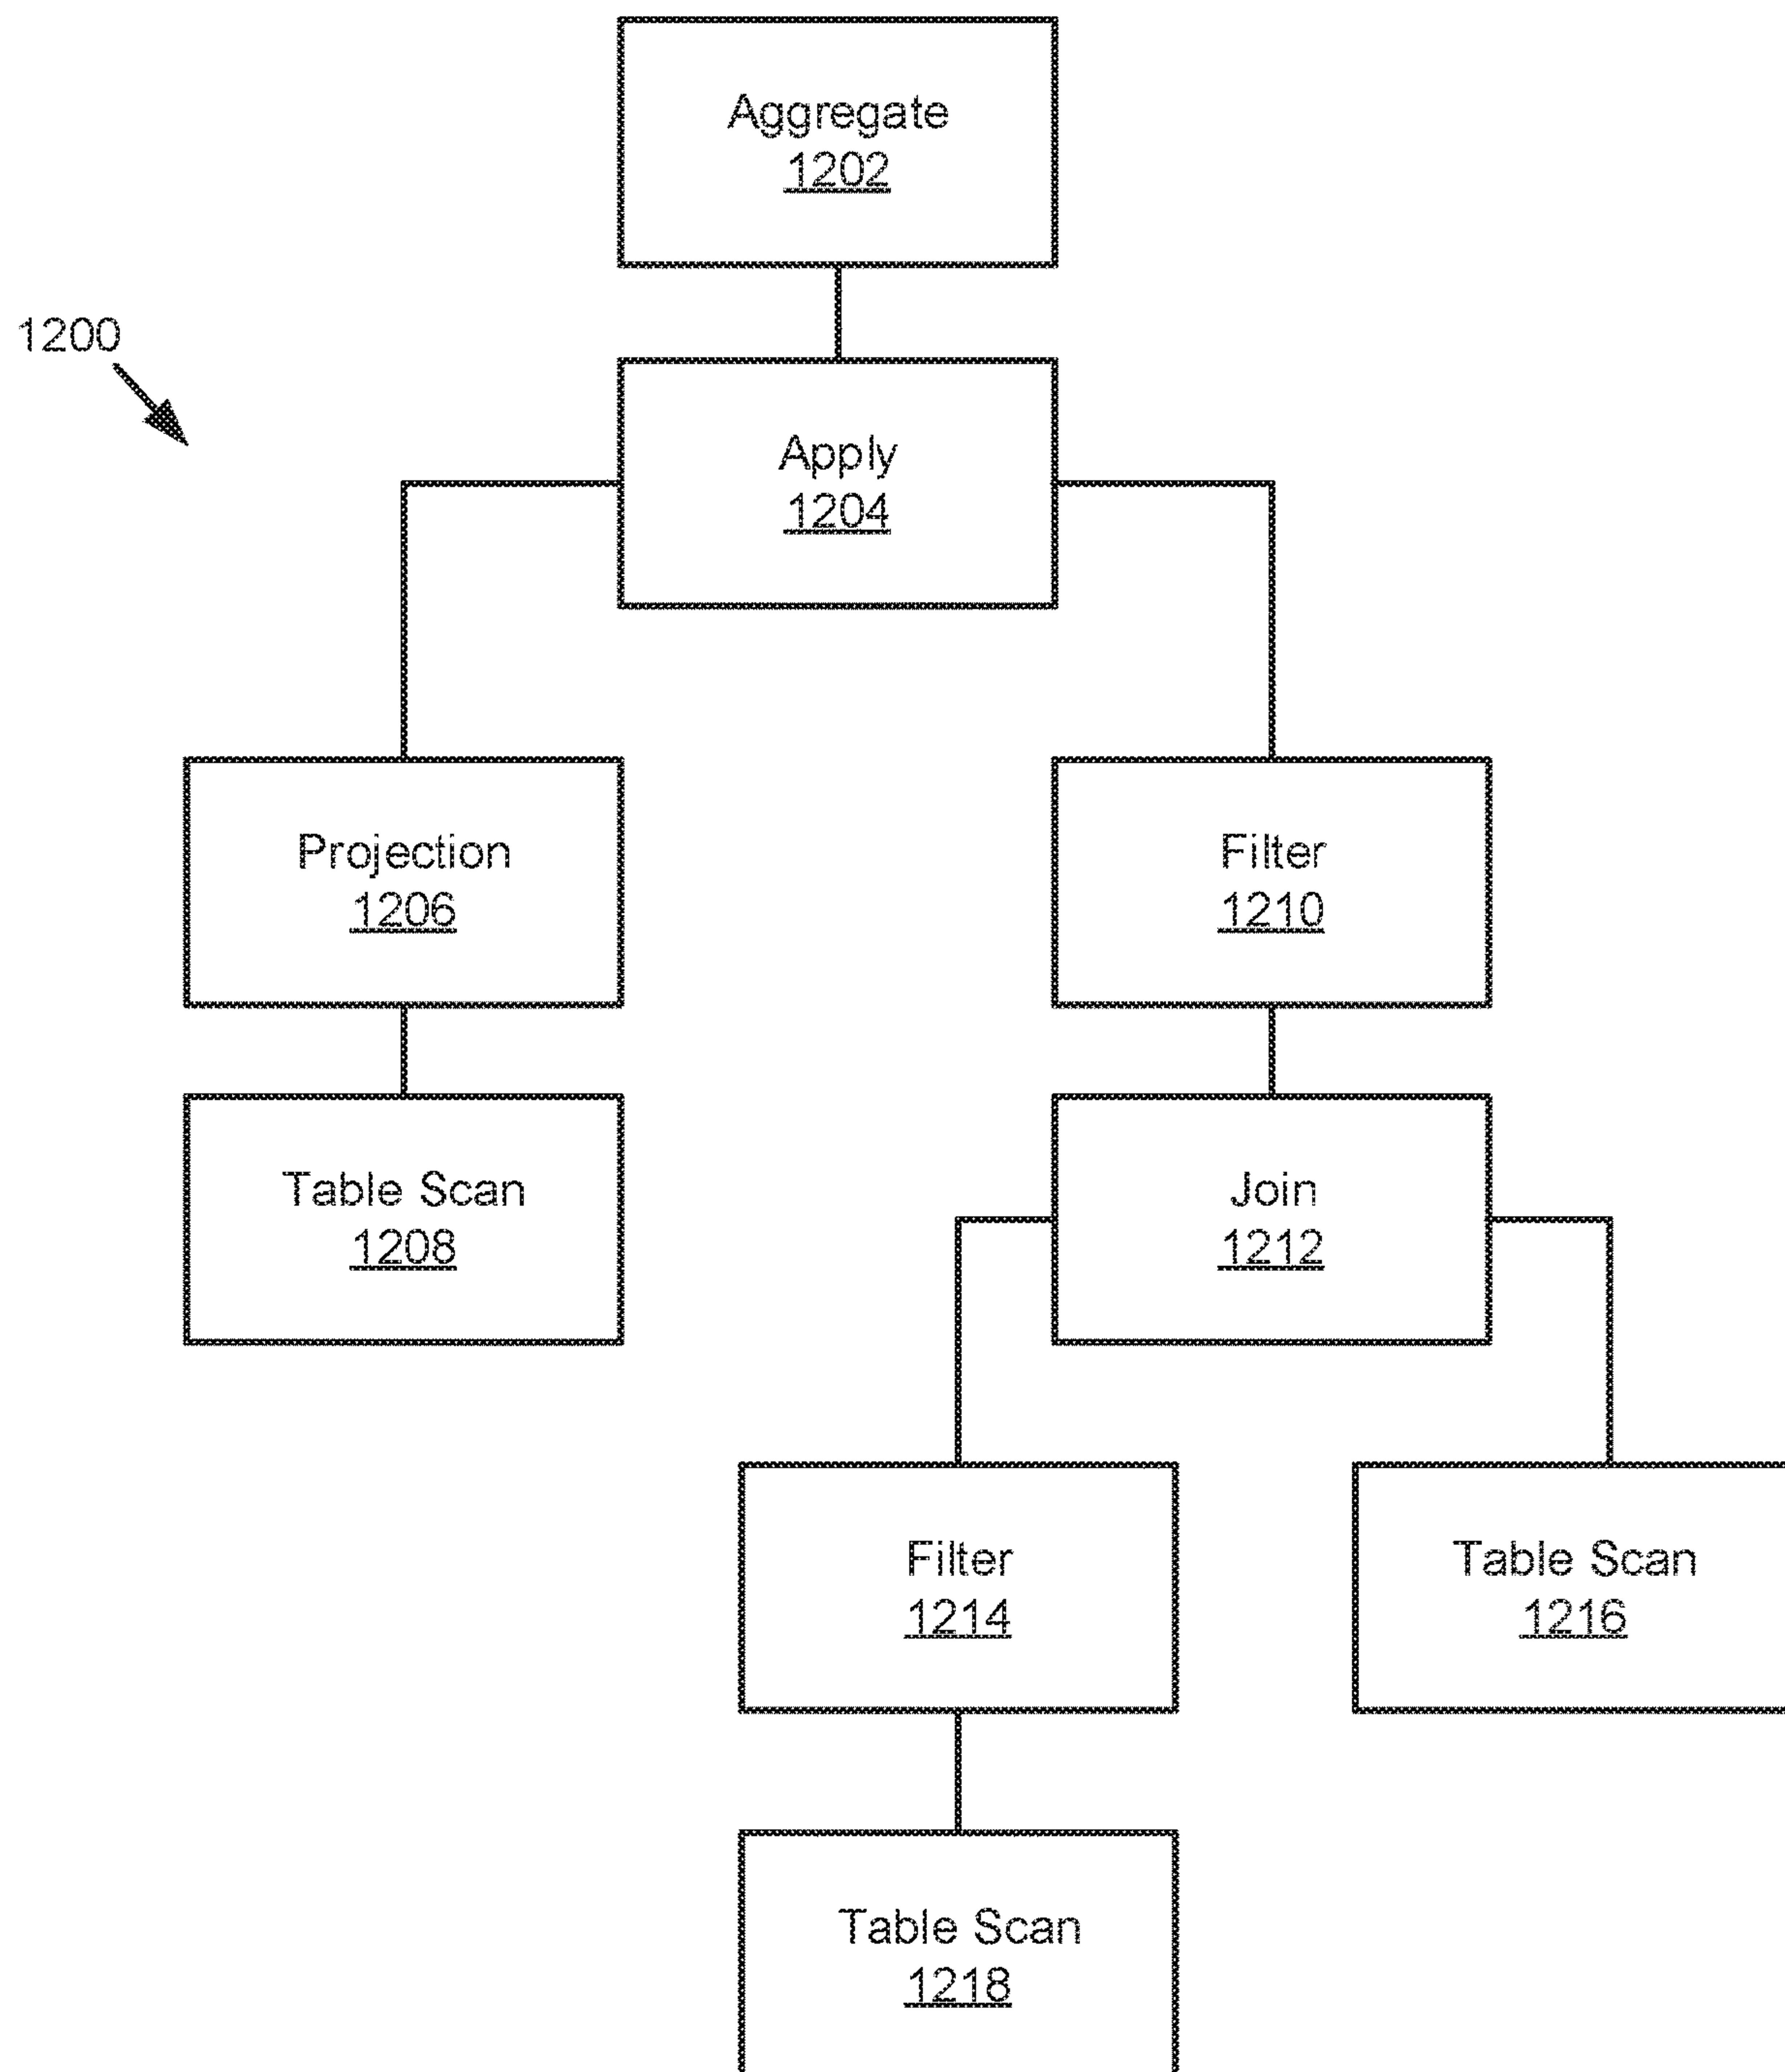 Aggregate
1202
1200
Apply
1204
Projection
1206
Filter
1210
Table Scan
1208
Join
1212
Filter
1214
Table Scan
1216
Table Scan
1218